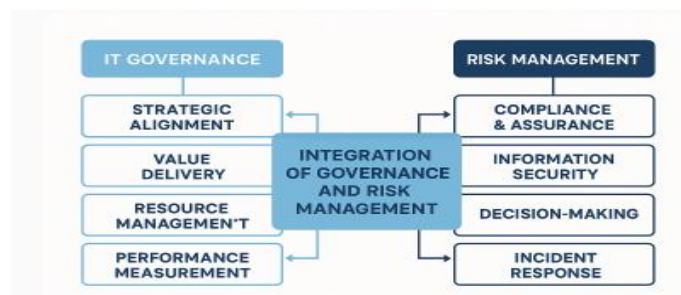 IT GOVERNANCE
STRATEGIC
ALIGNMENT
VALUE
DELIVERY
RESOURCE
MANAGEMEN"T
PERFORMANCE
MEASUREMENT
INTEGRATION
OF GOVERNANCE
AND RISK
MANAGEMENT
RISK MANAGEMENT
COMPLIANCE
& ASSURANCE
INFORMATION
SECURITY
DECISION-MAKING
INCIDENT
RESPONSE